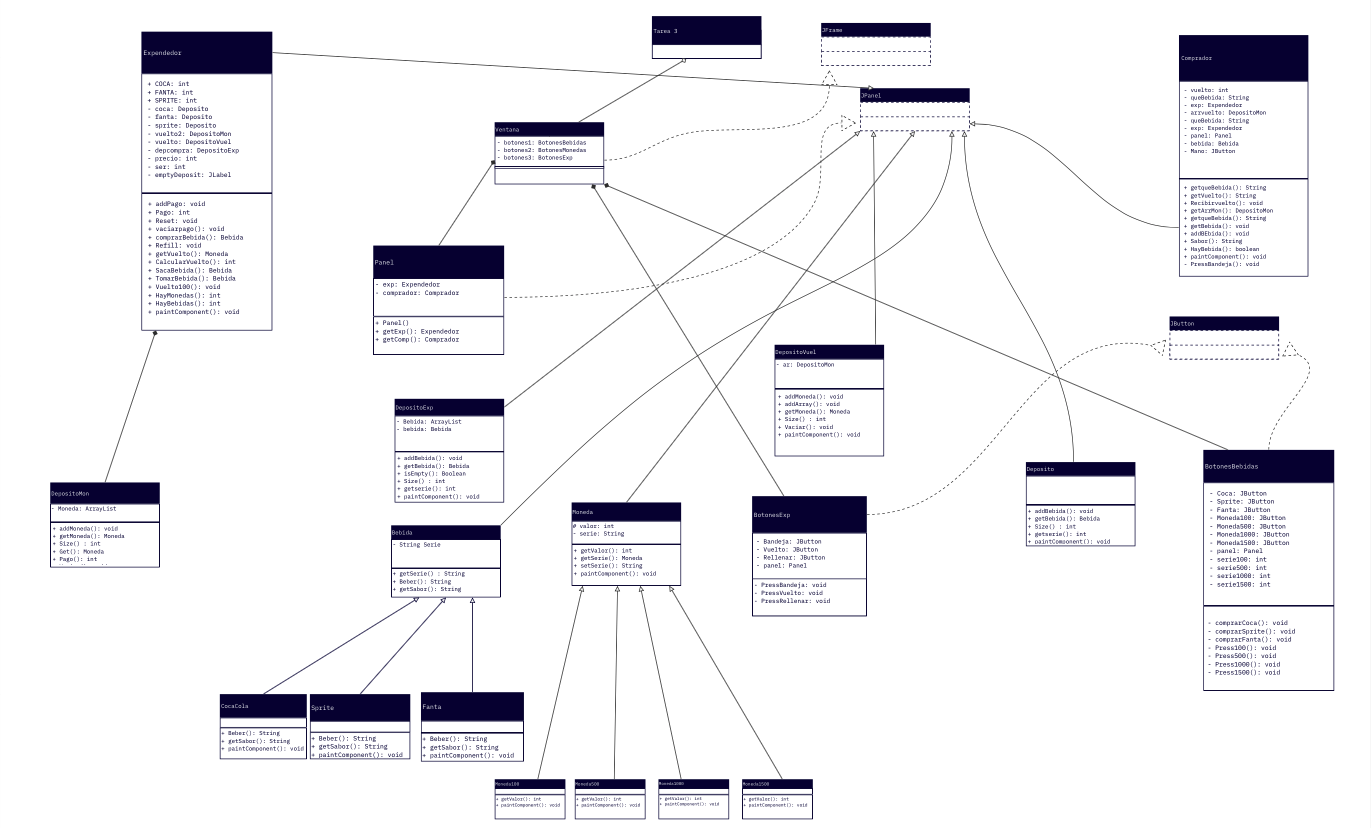 Tarea 3
JFrame
Expendedor
+ COCA: int
+ FANTA: int
+ SPRITE: int
- coca: Deposito
- fanta: Deposito
- sprite: Deposito
- vuelto2: DepositoMon
- vuelto: DepositoVuel
- depcompra: DepositoExp
- precio: int
- ser: int
- emptyDeposit: JLabel
+ addPago: void
+ Pago: int
+ Reset: void
+ vaciarpago(): void
+ comprarBebida(): Bebida
+ Refill: void
+ getVuelto(): Moneda
+ CalcularVuelto(): int
+ SacaBebida(): Bebida
+ TomarBebida(): Bebida
+ Vuelto100(): void
+ HayMonedas(): int
+ HayBebidas(): int
+ paintComponent(): void
Comprador
- vuelto: int
- queBebida: String
- exp: Expendedor
- arrvuelto: DepositoMon
- queBebida: String
- exp: Expendedor
- panel: Panel
- bebida: Bebida
- Mano: JButton
+ getqueBebida(): String
+ getVuelto(): String
+ Recibirvuelto(): void
+ getArrMon(): DepositoMon
+ getqueBebida(): String
+ getBebida(): void
+ addBEbida(): void
+ Sabor(): String
+ HayBebida(): boolean
+ paintComponent(): void
- PressBandeja(): void
JPanel
Ventana
- botones1: BotonesBebidas
- botones2: BotonesMonedas
- botones3: BotonesExp
Panel
- exp: Expendedor
- comprador: Comprador
+ Panel()
+ getExp(): Expendedor
+ getComp(): Comprador
JButton
DepositoVuel
- ar: DepositoMon
+ addMoneda(): void
+ addArray(): void
+ getMoneda(): Moneda
+ Size() : int
+ Vaciar(): void
+ paintComponent(): void
DepositoExp
- Bebida: ArrayList
- bebida: Bebida
+ addBebida(): void
+ getBebida(): Bebida
+ isEmpty(): Boolean
+ Size() : int
+ getserie(): int
+ paintComponent(): void
DepositoMon
- Moneda: ArrayList
+ addMoneda(): void
+ getMoneda(): Moneda
+ Size() : int
+ Get(): Moneda
+ Pago(): int
Bebida
- String Serie
+ getSerie() : String
+ Beber(): String
+ getSabor(): String
Moneda
# valor: int
- serie: String
+ getValor(): int
+ getSerie(): Moneda
+ setSerie(): String
+ paintComponent(): void
BotonesExp
- Bandeja: JButton
- Vuelto: JButton
- Rellenar: JButton
- panel: Panel
- PressBandeja: void
- PressVuelto: void
- PressRellenar: void
Deposito
+ addBebida(): void
+ getBebida(): Bebida
+ Size() : int
+ getserie(): int
+ paintComponent(): void
BotonesBebidas
- Coca: JButton
- Sprite: JButton
- Fanta: JButton
- Moneda100: JButton
- Moneda500: JButton
- Moneda1000: JButton
- Moneda1500: JButton
- panel: Panel
- serie100: int
- serie500: int
- serie1000: int
- serie1500: int
- comprarCoca(): void
- comprarSprite(): void
- comprarFanta(): void
- Press100(): void
- Press500(): void
- Press1000(): void
- Press1500(): void
CocaCola
+ Beber(): String
+ getSabor(): String
+ paintComponent(): void
Sprite
+ Beber(): String
+ getSabor(): String
+ paintComponent(): void
Fanta
+ Beber(): String
+ getSabor(): String
+ paintComponent(): void
Moneda100
+ getValor(): int
+ paintComponent(): void
Moneda500
+ getValor(): int
+ paintComponent(): void
Moneda1000
+ getValor(): int
+ paintComponent(): void
Moneda1500
+ getValor(): int
+ paintComponent(): void